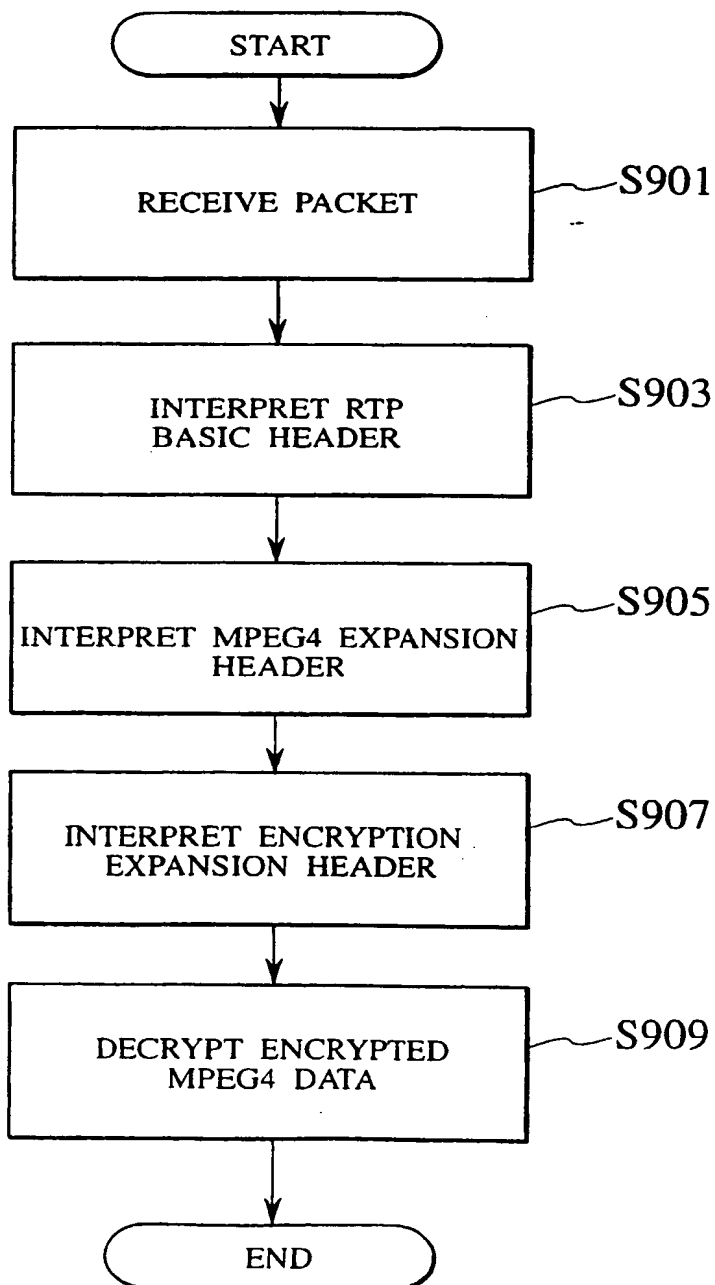 START
RECEIVE PACKET
S901
INTERPRET RTP
BASIC HEADER
S903
INTERPRET MPEG4 EXPANSION
HEADER
S905
INTERPRET ENCRYPTION
EXPANSION HEADER
S907
DECRYPT ENCRYPTED
MPEG4 DATA
S909
END